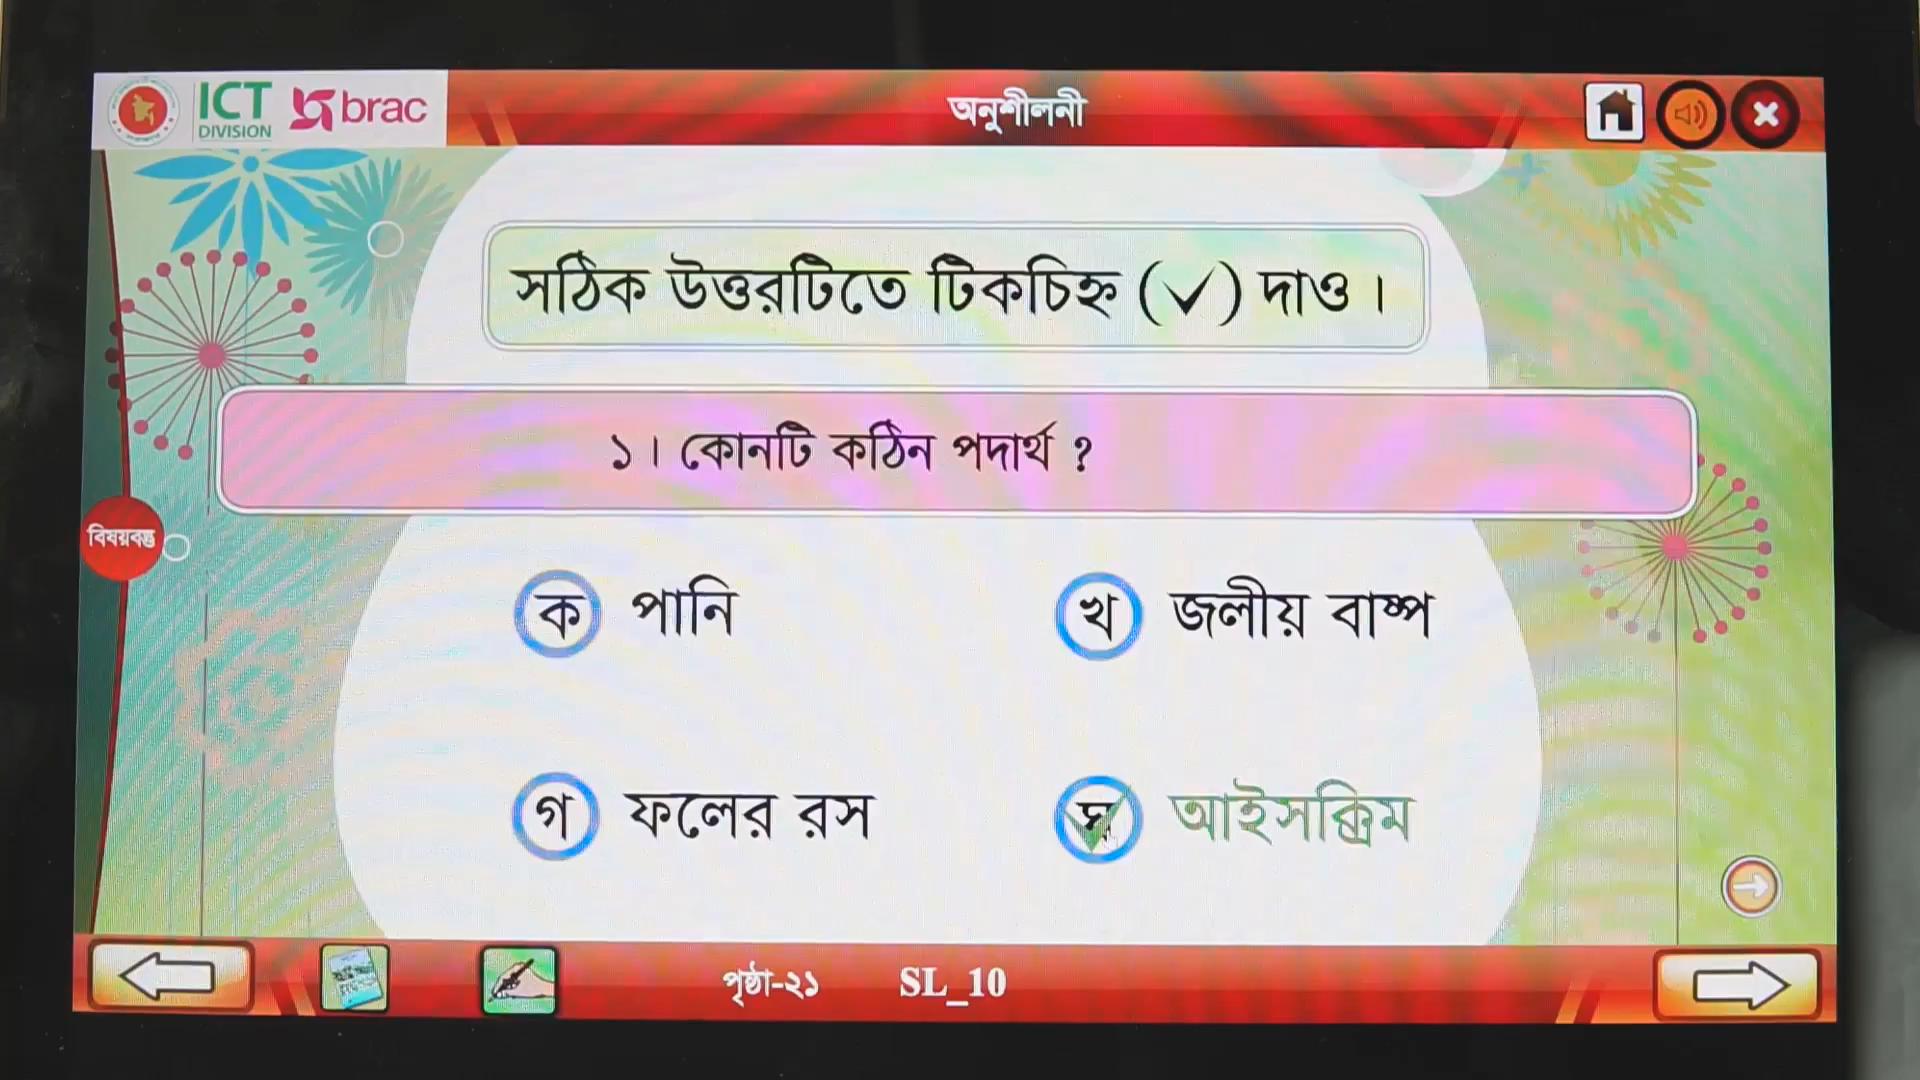 ICT
DIVISION
brac
অনুশীলনী
সঠিক উত্তরটিতে টিকচিহ্ন (✓) দাও।
১। কোনটি কঠিন পদার্থ ?
বিষয়বস্তু
ক পানি
খ জলীয় বাষ্প
গ ফলের রস
ঘ আইসক্রিম
পৃষ্ঠা-২১ SL_10